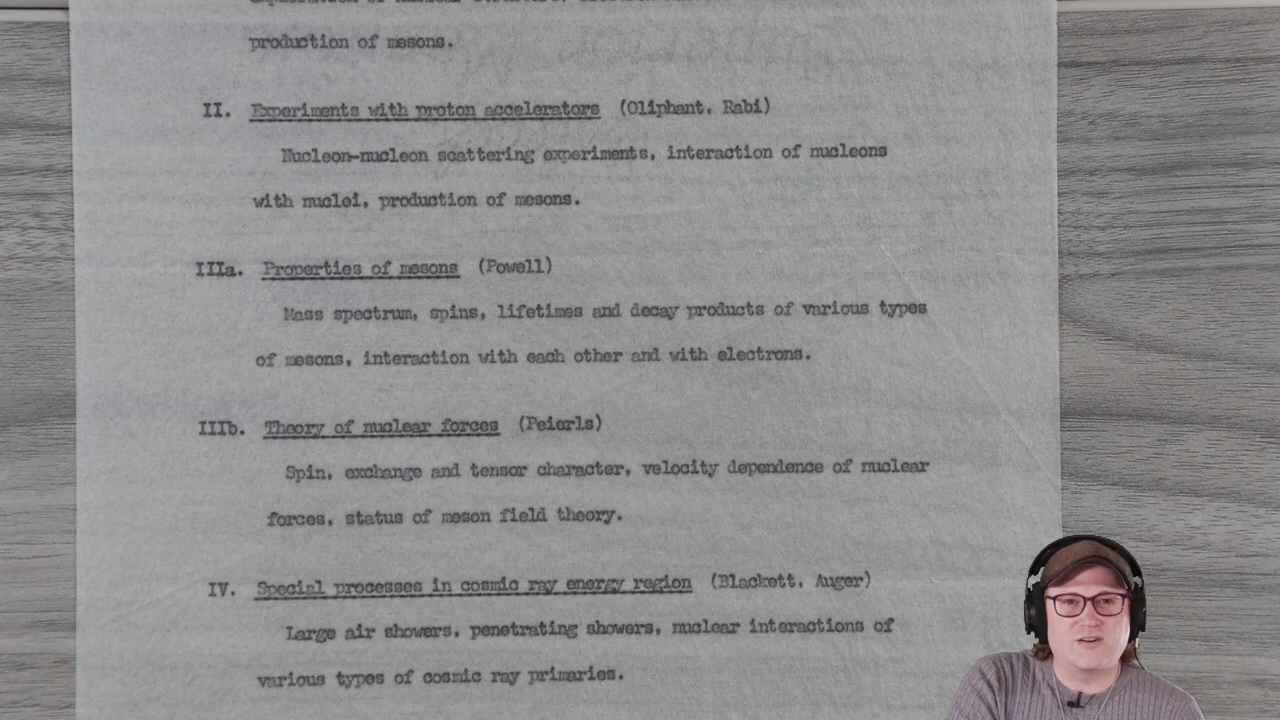 production of mesons.
II. Experiments with proton accelerators (Oliphant, Rabi)
Nucleon-nucleon scattering experiments, interaction of nucleons
with nuclei, production of mesons.
IIIa. Properties of mesons (Powell)
Mass spectrum, spins, lifetimes and decay products of various types
of mesons, interaction with each other and with electrons.
IIIb. Theory of nuclear forces (Peierls)
Spin, exchange and tensor character, velocity dependence of nuclear
forces, status of meson field theory.
IV. Special processes in cosmic ray energy region (Blackett, Auger)
Large air showers, penetrating showers, nuclear interactions of
various types of cosmic ray primaries.